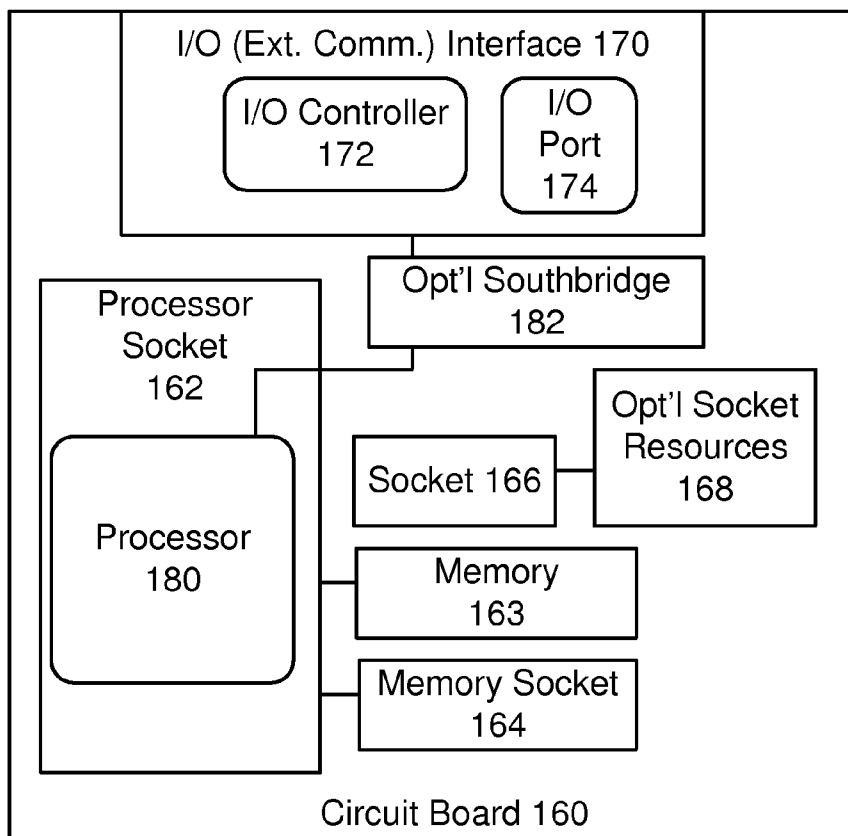 I/O (Ext. Comm.) Interface 170
I/O Controller
172
I/O
Port
174
Opt'l Southbridge
182
Processor
Socket
162
Opt'l Socket
Resources
168
Socket 166
Processor
180
Memory
163
Memory Socket
164
Circuit Board 160